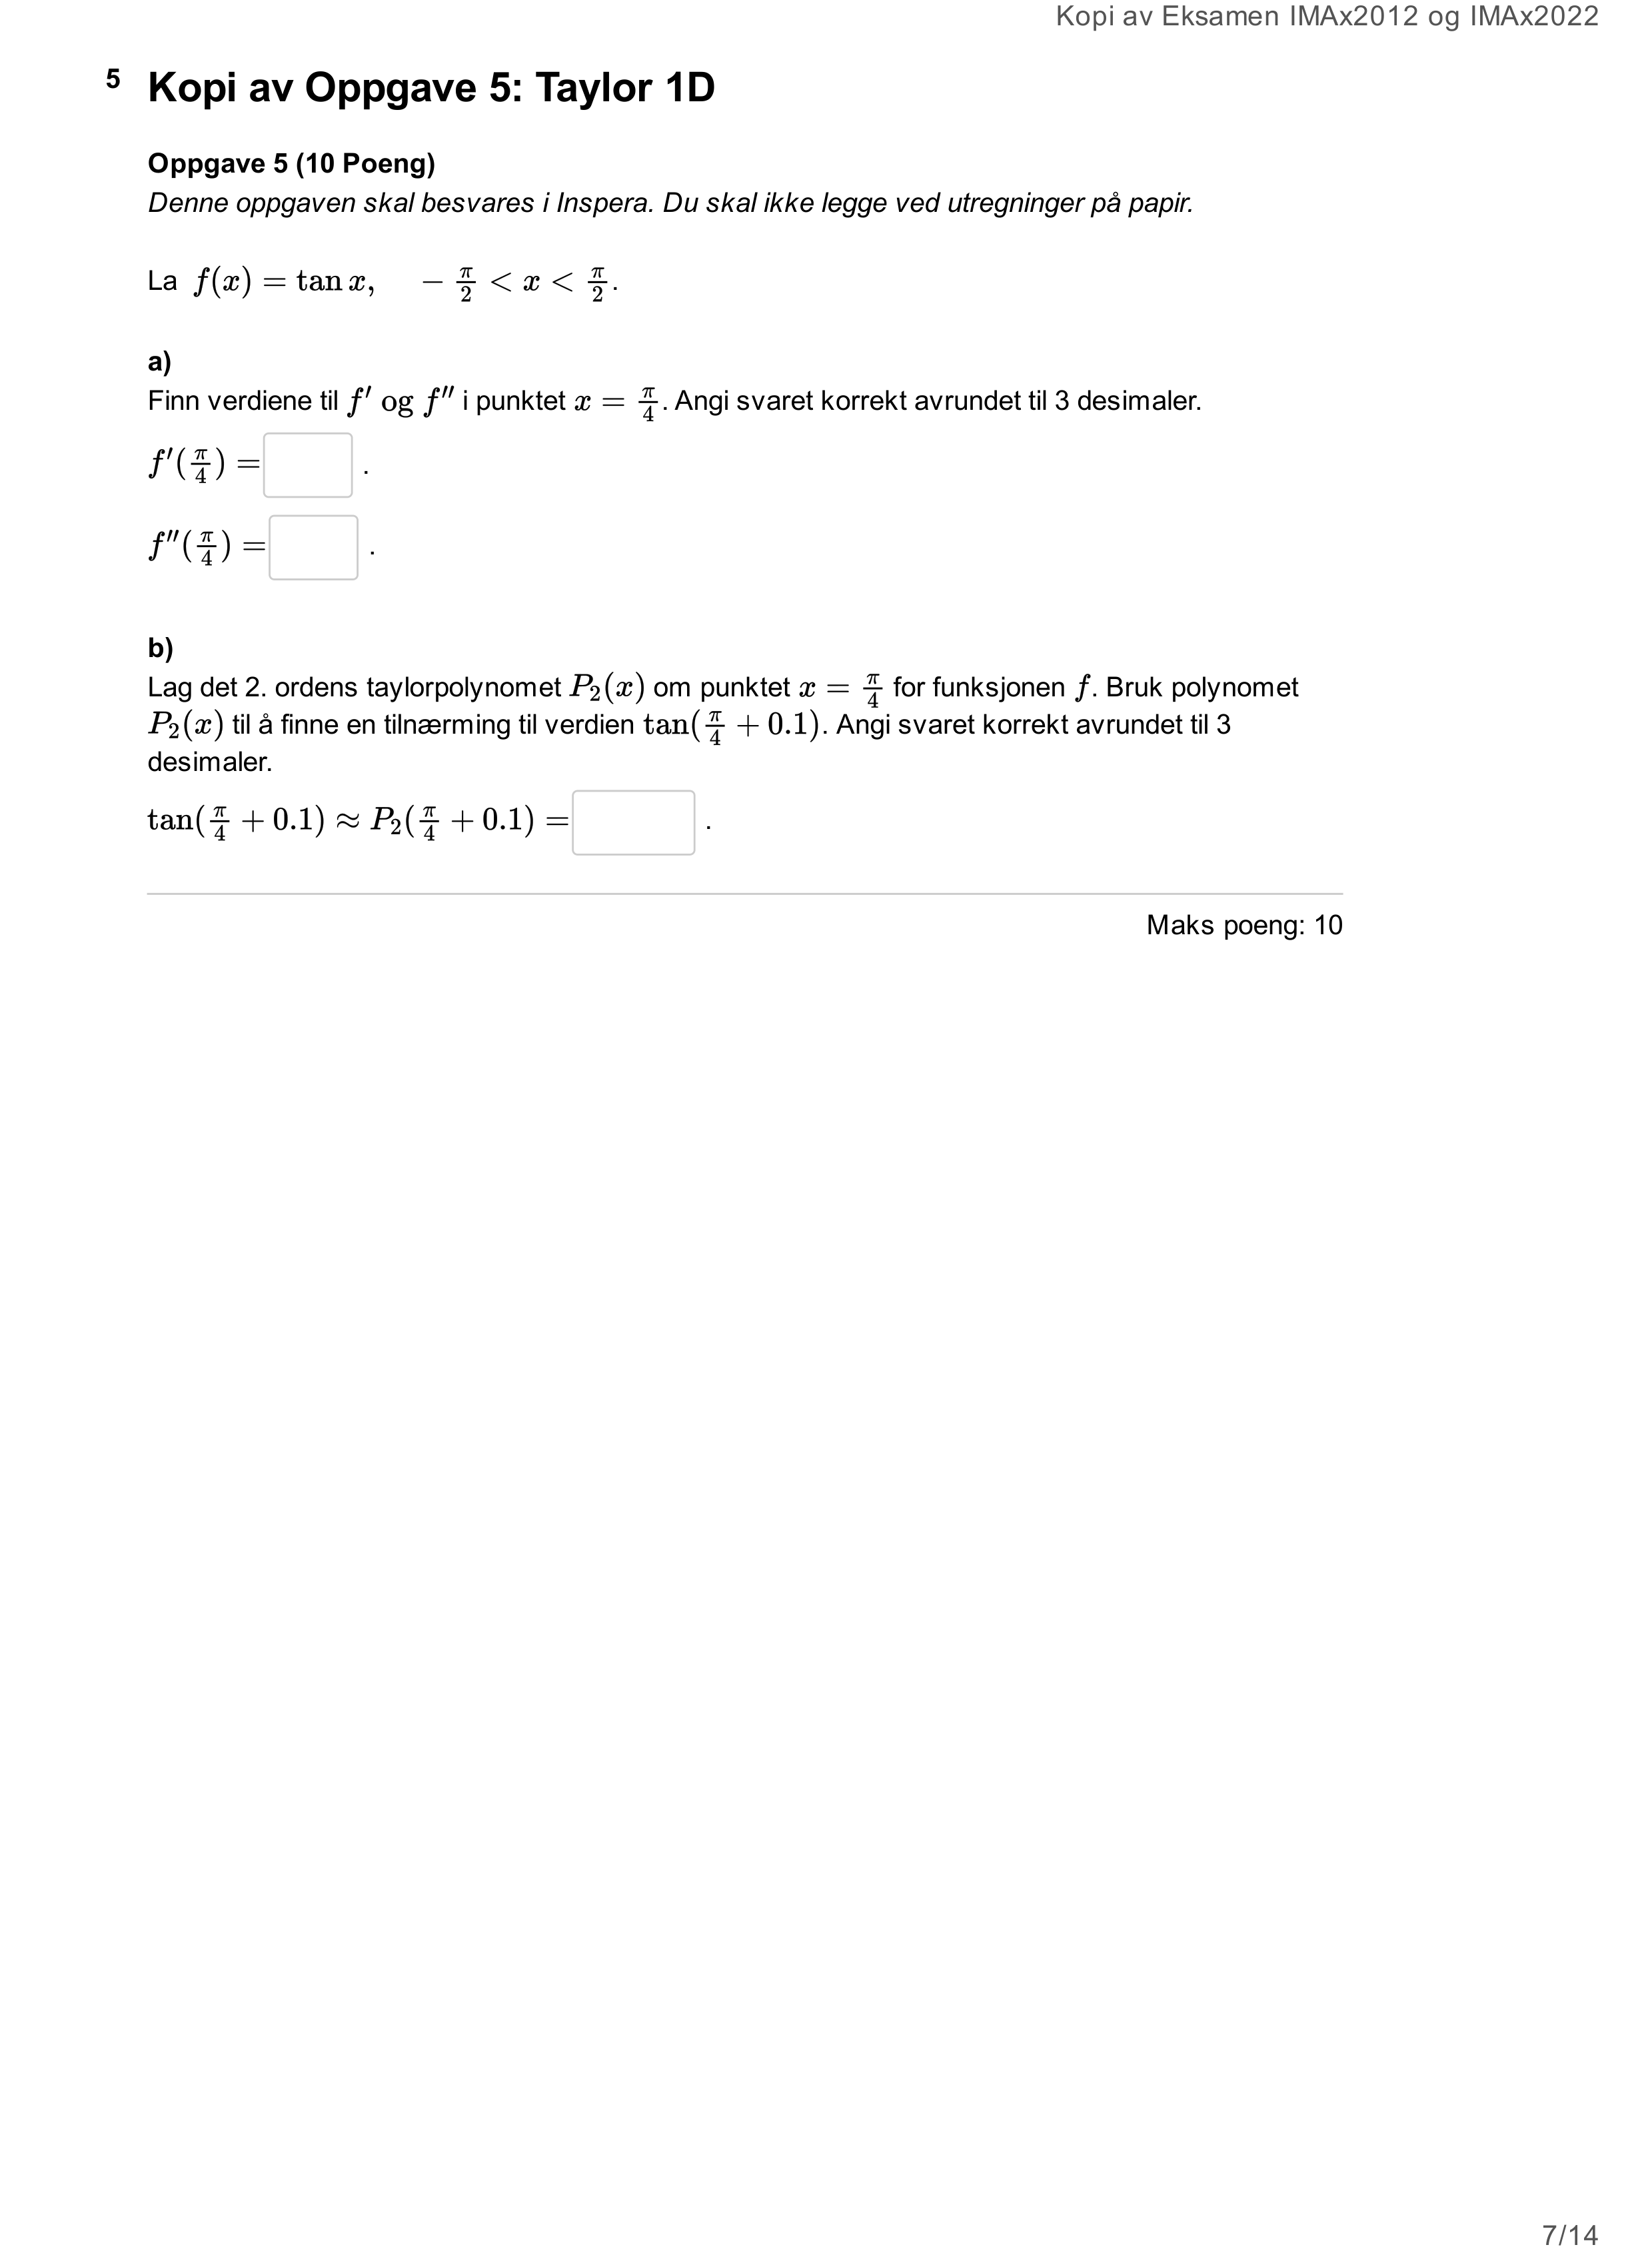 Kopi av Eksamen IMAx2012 og IMAx2022
5 Kopi av Oppgave 5: Taylor 1D
Oppgave 5 (10 Poeng)
Denne oppgaven skal besvares i Inspera. Du skal ikke legge ved utregninger på papir.
La $f(x) = \tan x, \quad -\frac{\pi}{2} < x < \frac{\pi}{2}$.
a)
Finn verdiene til $f'$ og $f''$ i punktet $x = \frac{\pi}{4}$. Angi svaret korrekt avrundet til 3 desimaler.
$f'(\frac{\pi}{4}) =$ .
$f''(\frac{\pi}{4}) =$ .
b)
Lag det 2. ordens taylorpolynomet $P_2(x)$ om punktet $x = \frac{\pi}{4}$ for funksjonen $f$. Bruk polynomet
$P_2(x)$ til å finne en tilnærming til verdien $\tan(\frac{\pi}{4} + 0.1)$. Angi svaret korrekt avrundet til 3
desimaler.
$\tan(\frac{\pi}{4} + 0.1) \approx P_2(\frac{\pi}{4} + 0.1) =$ .
Maks poeng: 10
7/14